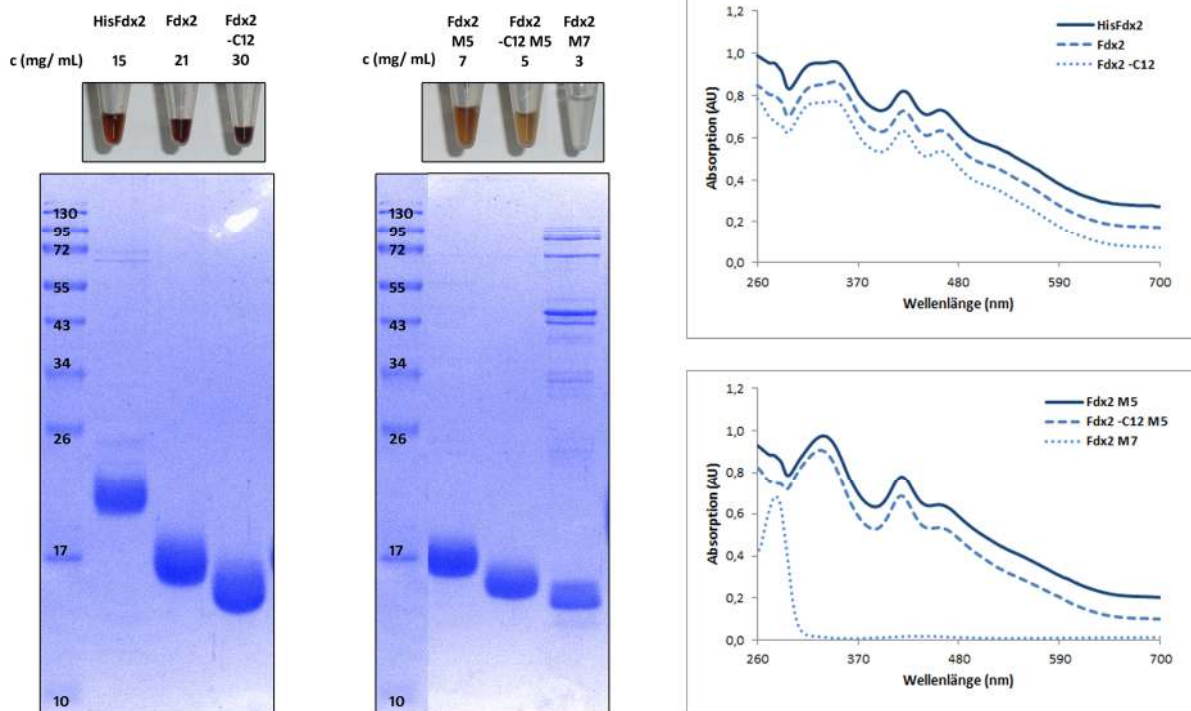 HisFdx2 Fdx2 Fdx2
-C12
c (mg/ mL) 15 21 30
130
95
72
55
43
34
26
17
10
Fdx2 Fdx2 Fdx2
M5 -C12 M5 M7
c (mg/ mL) 7 5 3
130
95
72
55
43
34
26
17
10
1,2
1,0
0,8
0,6
0,4
0,2
0,0
Absorption (AU)
HisFdx2
Fdx2
Fdx2 -C12
260 370 480 590 700
Wellenlänge (nm)
1,2
1,0
0,8
0,6
0,4
0,2
0,0
Absorption (AU)
Fdx2 M5
Fdx2 -C12 M5
Fdx2 M7
260 370 480 590 700
Wellenlänge (nm)